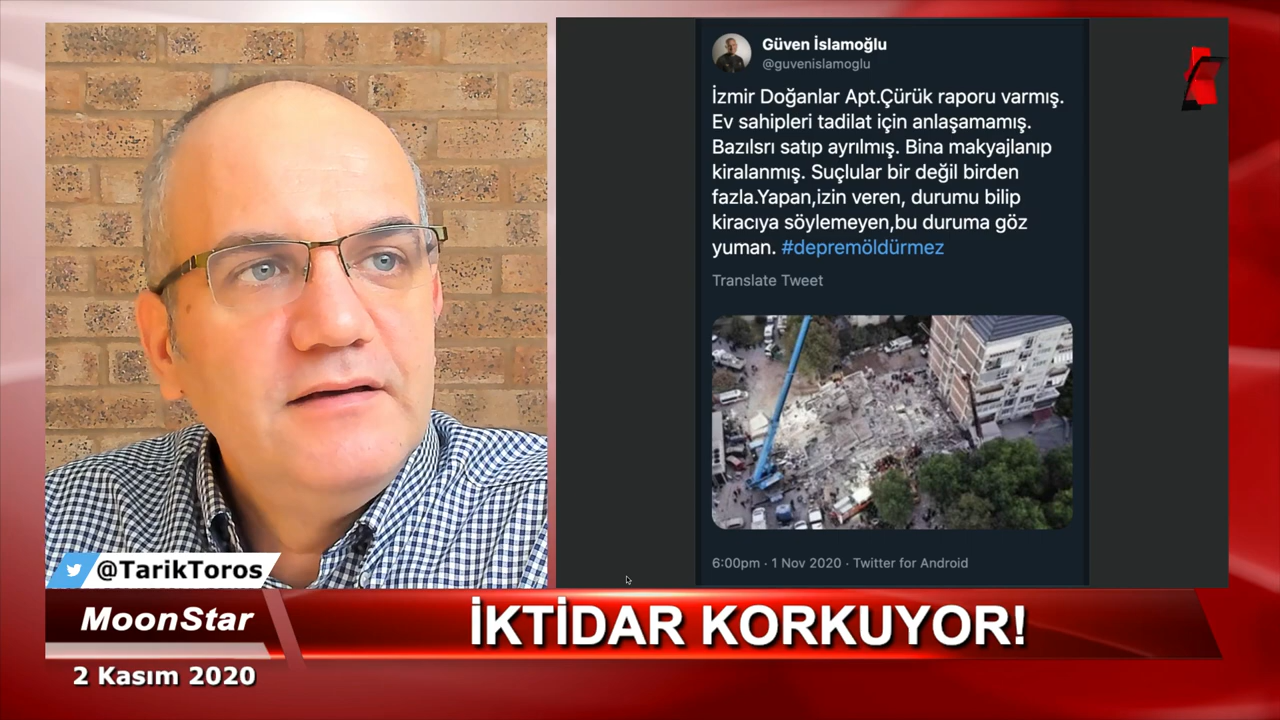 Güven İslamoğlu
@guvenislamoglu
İzmir Doğanlar Apt.Çürük raporu varmış.
Ev sahipleri tadilat için anlaşamamış.
Bazılsrı satıp ayrılmış. Bina makyajlanıp
kiralanmış. Suçlular bir değil birden
fazla.Yapan,izin veren, durumu bilip
kiracıya söylemeyen,bu duruma göz
yuman. #depremöldürmez
Translate Tweet
6:00pm · 1 Nov 2020 · Twitter for Android
@TarikToros
MoonStar
İKTİDAR KORKUYOR!
2 Kasım 2020